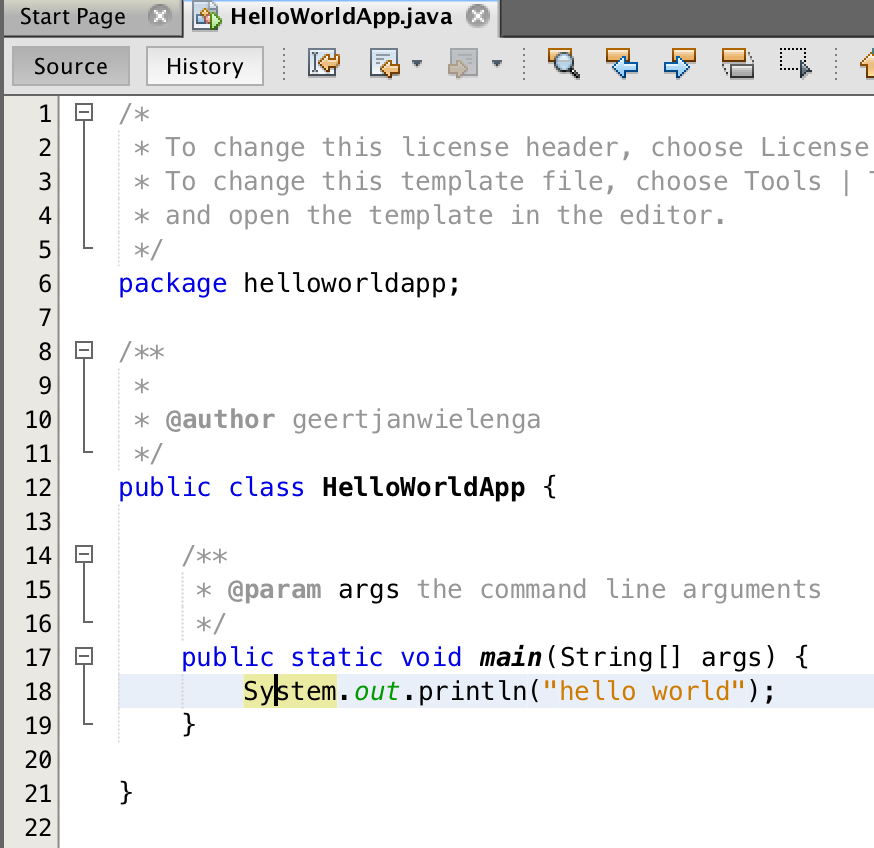 Start Page HelloWorldApp.java
Source History
1 /*
2 * To change this license header, choose License
3 * To change this template file, choose Tools |
4 * and open the template in the editor.
5 */
6 package helloworldapp;
7
8 /**
9 *
10 * @author geertjanwielenga
11 */
12 public class HelloWorldApp {
13
14 /**
15 * @param args the command line arguments
16 */
17 public static void main(String[] args) {
18 System.out.println("hello world");
19 }
20
21 }
22